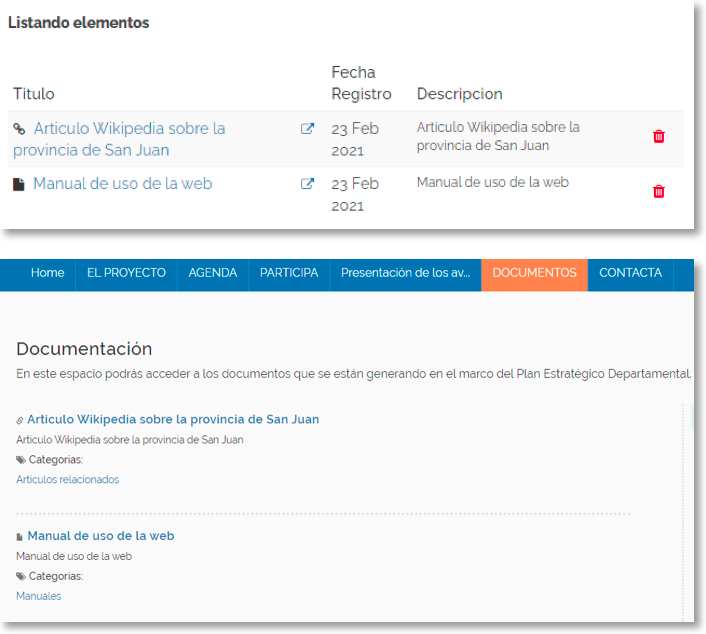 Listando elementos
Titulo
Fecha
Registro
Descripcion
Articulo Wikipedia sobre la
provincia de San Juan
23 Feb
2021
Articulo Wikipedia sobre la
provincia de San Juan
Manual de uso de la web
23 Feb
2021
Manual de uso de la web
Home EL PROYECTO AGENDA PARTICIPA Presentación de los av... DOCUMENTOS CONTACTA
Documentación
En este espacio podrás acceder a los documentos que se están generando en el marco del Plan Estratégico Departamental.
Articulo Wikipedia sobre la provincia de San Juan
Articulo Wikipedia sobre la provincia de San Juan
Categorias:
Articulos relacionados
Manual de uso de la web
Manual de uso de la web
Categorias:
Manuales